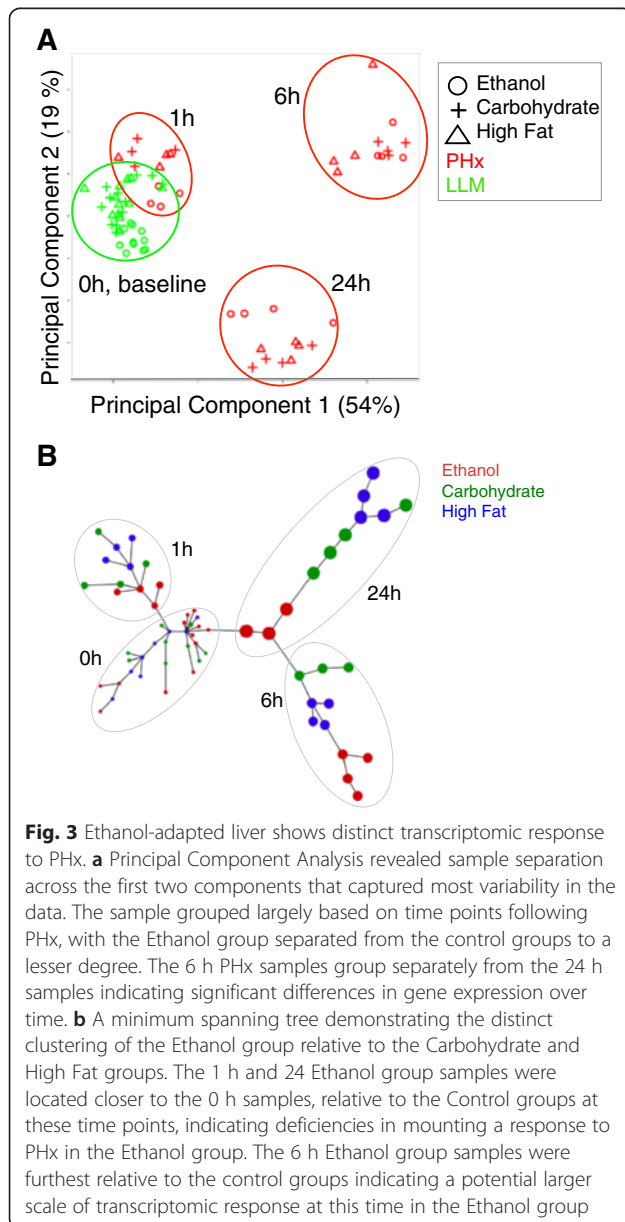 A
Principal Component 2 (19 %)
1h
6h
0h, baseline
24h
Principal Component 1 (54%)
Ethanol
Carbohydrate
High Fat
PHx
LLM
B
Ethanol
Carbohydrate
High Fat
1h
0h
24h
6h
Fig. 3 Ethanol-adapted liver shows distinct transcriptomic response
to PHx. a Principal Component Analysis revealed sample separation
across the first two components that captured most variability in the
data. The sample grouped largely based on time points following
PHx, with the Ethanol group separated from the control groups to a
lesser degree. The 6 h PHx samples group separately from the 24 h
samples indicating significant differences in gene expression over
time. b A minimum spanning tree demonstrating the distinct
clustering of the Ethanol group relative to the Carbohydrate and
High Fat groups. The 1 h and 24 Ethanol group samples were
located closer to the 0 h samples, relative to the Control groups at
these time points, indicating deficiencies in mounting a response to
PHx in the Ethanol group. The 6 h Ethanol group samples were
furthest relative to the control groups indicating a potential larger
scale of transcriptomic response at this time in the Ethanol group